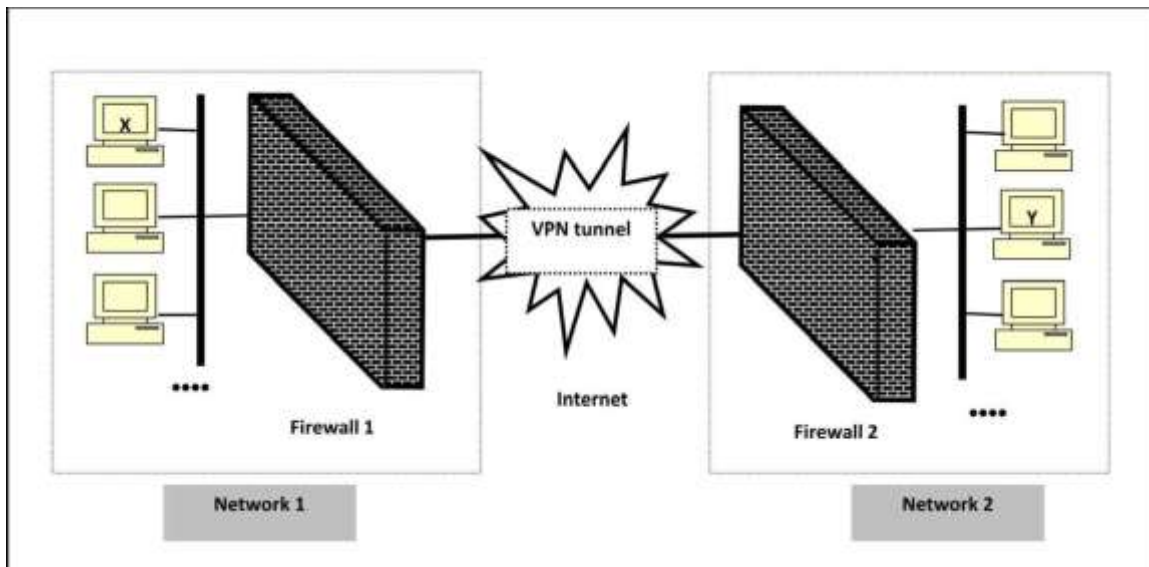 X
Y
VPN tunnel
Internet
Firewall 1
Firewall 2
Network 1
Network 2